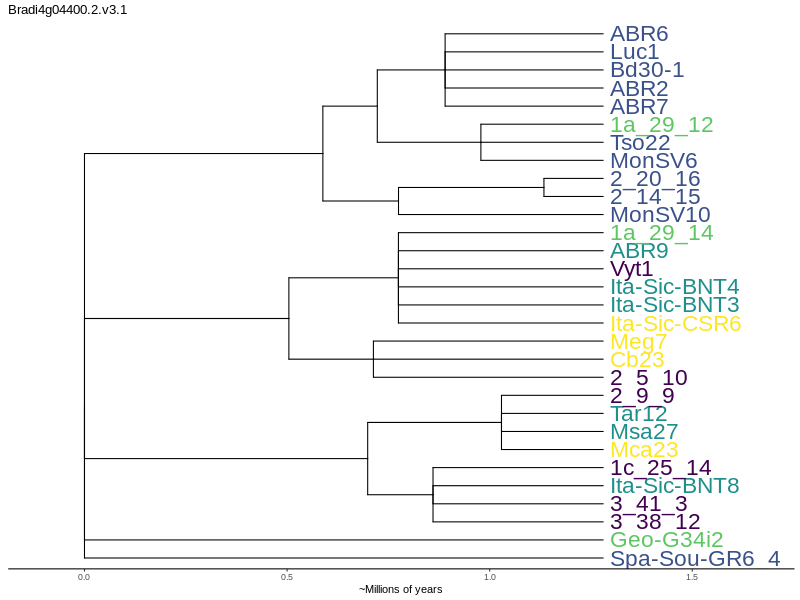 Bradi4g04400.2.v3.1
ABR6
Luc1
Bd30-1
ABR2
ABR7
1a_29_12
Tso22
MonSV6
2_20_16
2_14_15
MonSV10
1a_29_14
ABR9
Vyt1
Ita-Sic-BNT4
Ita-Sic-BNT3
Ita-Sic-CSR6
Meg7
Cb23
2_5_10
2_9_9
Tar12
Msa27
Mca23
1c_25_14
Ita-Sic-BNT8
3_41_3
3_38_12
Geo-G34i2
Spa-Sou-GR6_4
0.0 0.5 1.0 1.5
~Millions of years